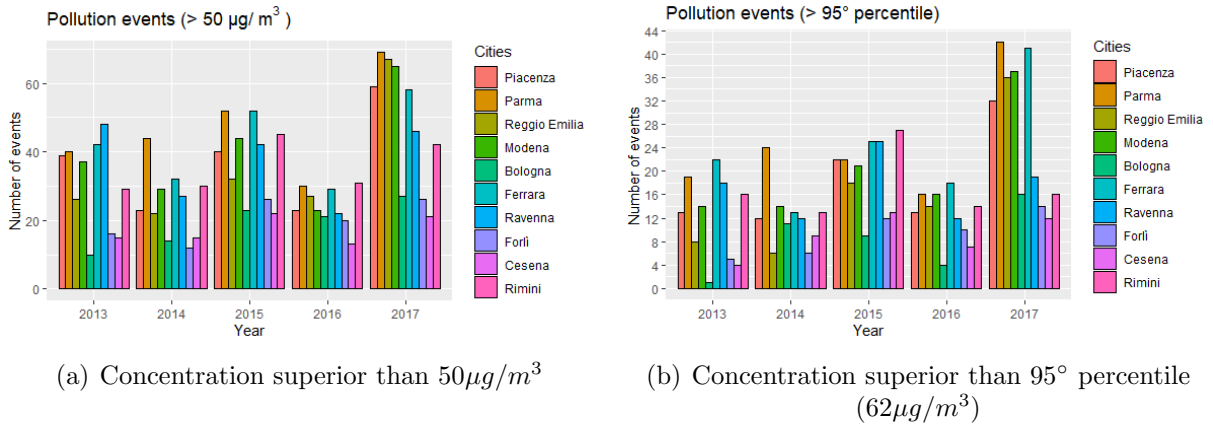 Pollution events (> 50 µg/ m³ )
Number of events
60
40
20
0
2013 2014 2015 2016 2017
Year
Cities
Piacenza
Parma
Reggio Emilia
Modena
Bologna
Ferrara
Ravenna
Forlì
Cesena
Rimini
(a) Concentration superior than 50µg/m³
Pollution events (> 95° percentile)
Number of events
44
40
36
32
28
24
20
16
12
8
4
0
2013 2014 2015 2016 2017
Year
Cities
Piacenza
Parma
Reggio Emilia
Modena
Bologna
Ferrara
Ravenna
Forlì
Cesena
Rimini
(b) Concentration superior than 95° percentile
(62µg/m³)